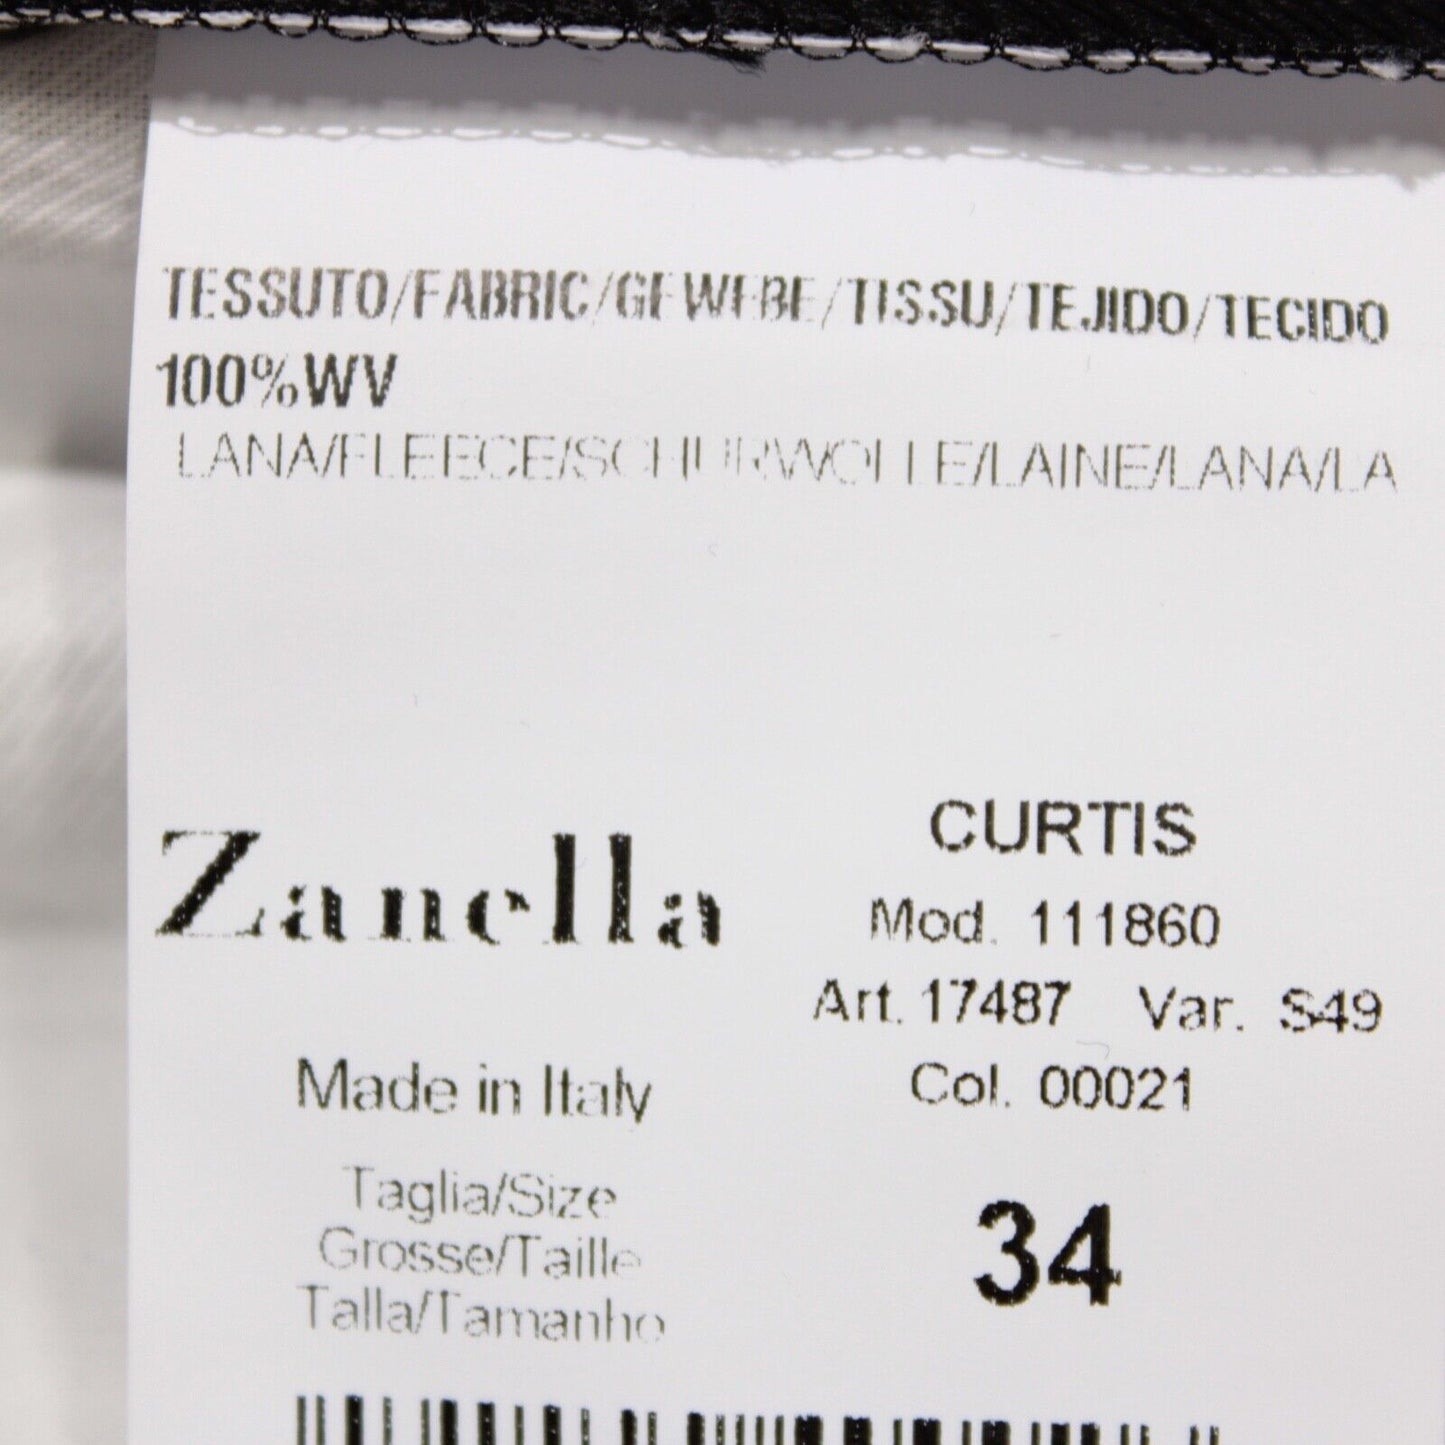 TESSUTO/FABRIC/GEWEBE/TISSU/TEJIDO/TECIDO
100%WV
LANA/FLEECE/SCHURWOLLE/LAINE/LANA/LA
Zanella
CURTIS
Mod. 111860
Art. 17487 Var. S49
Col. 00021
Made in Italy
Taglia/Size
Grosse/Taille
Talla/Tamanho
34